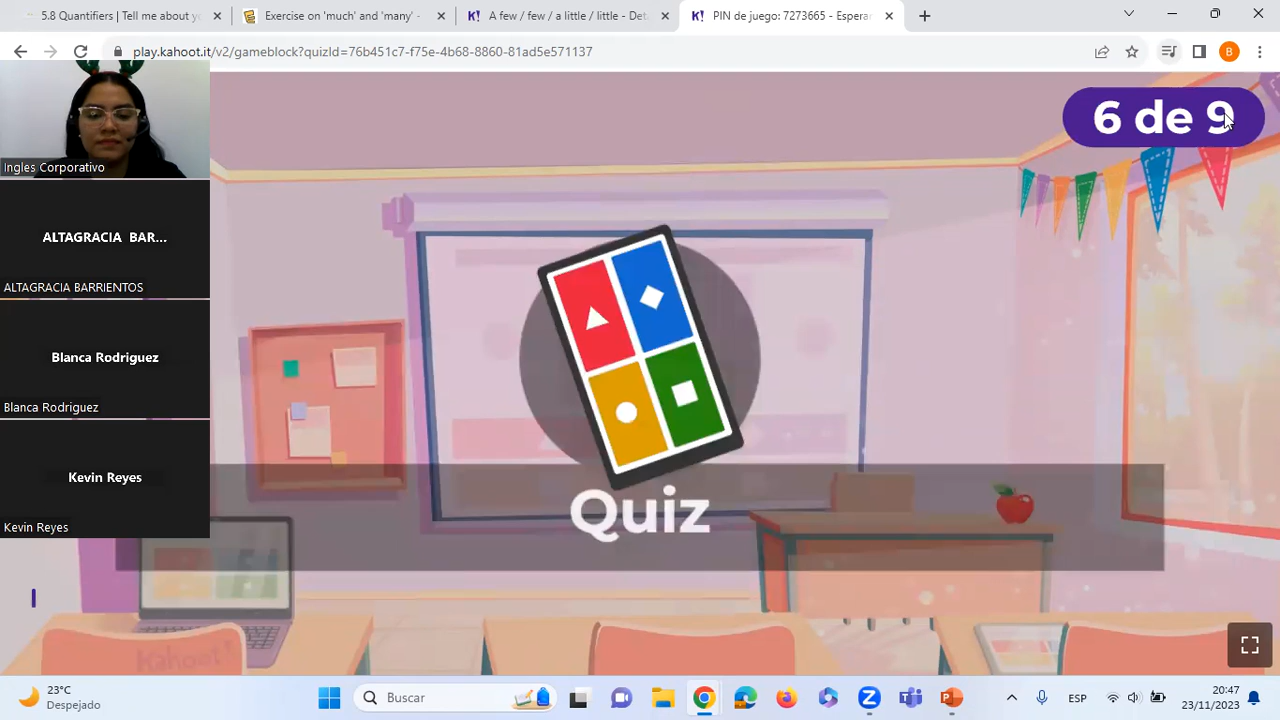 5.8 Quantifiers | Tell me about yo
Exercise on 'much' and 'many' -
A few / few / a little / little - Deta
PIN de juego: 7273665 - Espera
play.kahoot.it/v2/gameblock?quizId=76b451c7-f75e-4b68-8860-81ad5e571137
B
6 de 9
Ingles Corporativo
ALTAGRACIA BAR...
ALTAGRACIA BARRIENTOS
Blanca Rodriguez
Blanca Rodriguez
Kevin Reyes
Kevin Reyes
Quiz
Kahoot!
23°C
Despejado
Buscar
ESP
20:47
23/11/2023